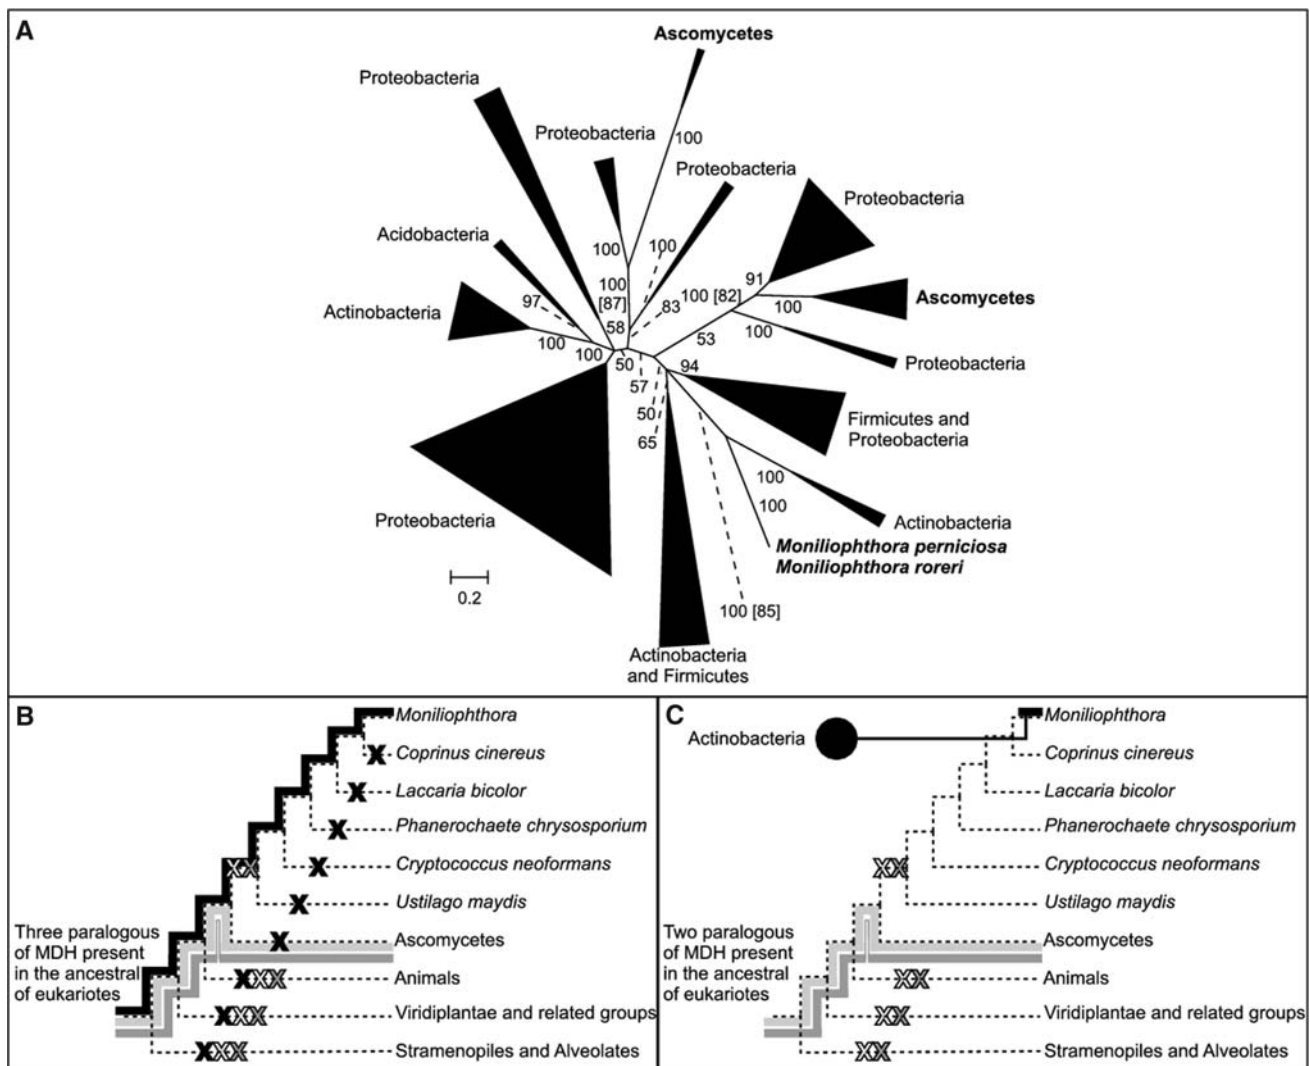 A
Ascomycetes
Proteobacteria
Proteobacteria
100
Proteobacteria
Proteobacteria
Acidobacteria
100
100
97
100
[87]
83
100 [82]
91
Ascomycetes
100
Actinobacteria
58
100
100
100
50
53
94
Proteobacteria
57
50
65
Firmicutes and
Proteobacteria
100
100
Proteobacteria
Actinobacteria
Moniliophthora perniciosa
Moniliophthora roreri
0.2
100 [85]
Actinobacteria
and Firmicutes
B
Moniliophthora
Coprinus cinereus
Laccaria bicolor
Phanerochaete chrysosporium
Cryptococcus neoformans
Ustilago maydis
Three paralogous
of MDH present
in the ancestral
of eukariotes
Ascomycetes
Animals
Viridiplantae and related groups
Stramenopiles and Alveolates
C
Actinobacteria
Moniliophthora
Coprinus cinereus
Laccaria bicolor
Phanerochaete chrysosporium
Cryptococcus neoformans
Ustilago maydis
Two paralogous
of MDH present
in the ancestral
of eukariotes
Ascomycetes
Animals
Viridiplantae and related groups
Stramenopiles and Alveolates